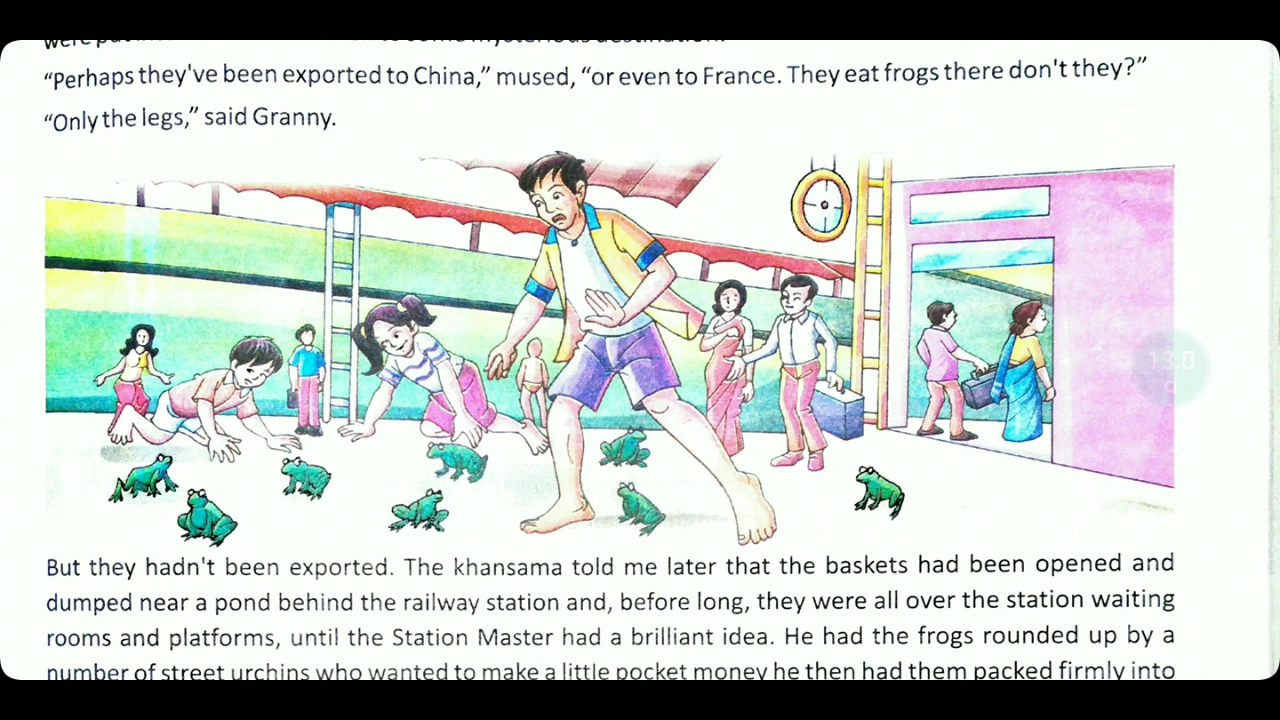 “Perhaps they've been exported to China,” mused, “or even to France. They eat frogs there don't they?”
“Only the legs,” said Granny.
But they hadn't been exported. The khansama told me later that the baskets had been opened and
dumped near a pond behind the railway station and, before long, they were all over the station waiting
rooms and platforms, until the Station Master had a brilliant idea. He had the frogs rounded up by a
number of street urchins who wanted to make a little pocket money he then had them packed firmly into